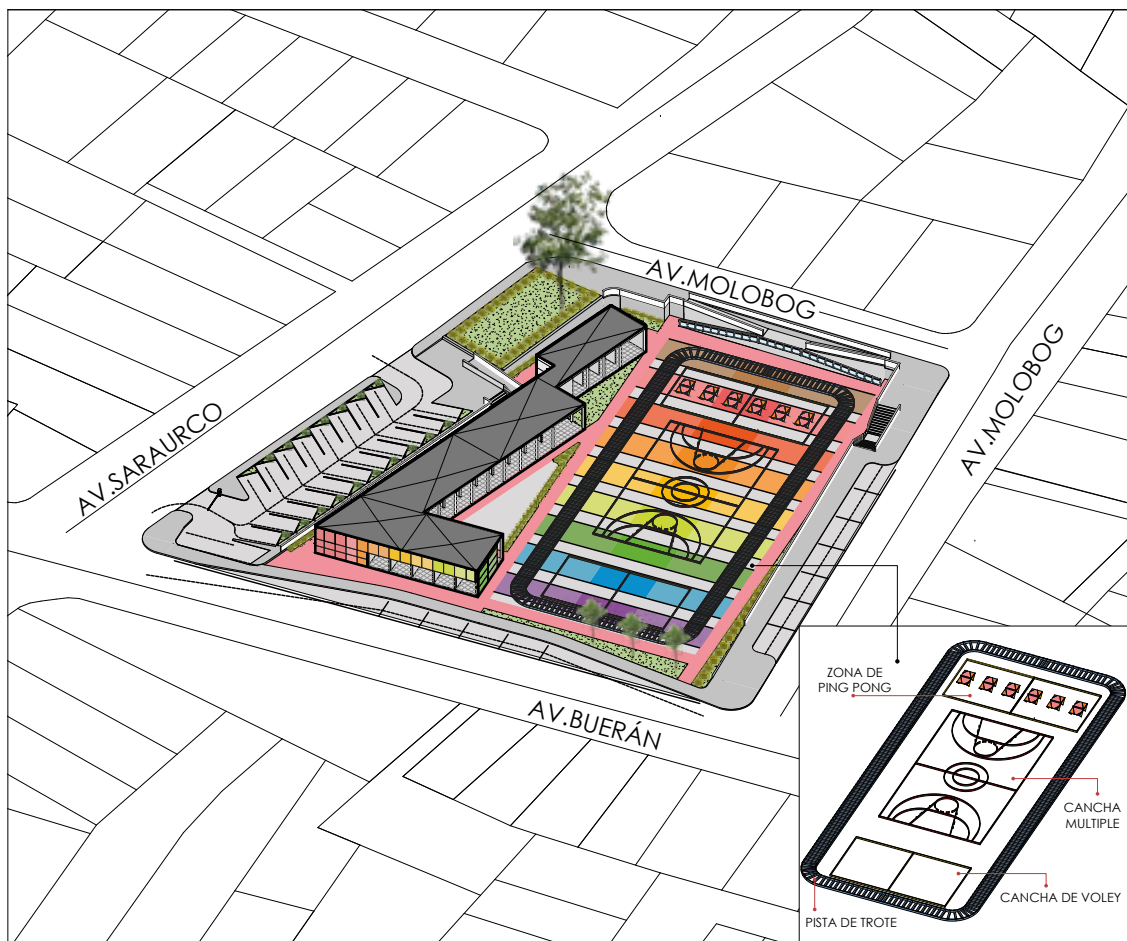 AV.MOLOBOG
AV.MOLOBOG
AV.SARAURCO
AV.BUERÁN
ZONA DE
PING PONG
CANCHA
MULTIPLE
CANCHA DE VOLEY
PISTA DE TROTE